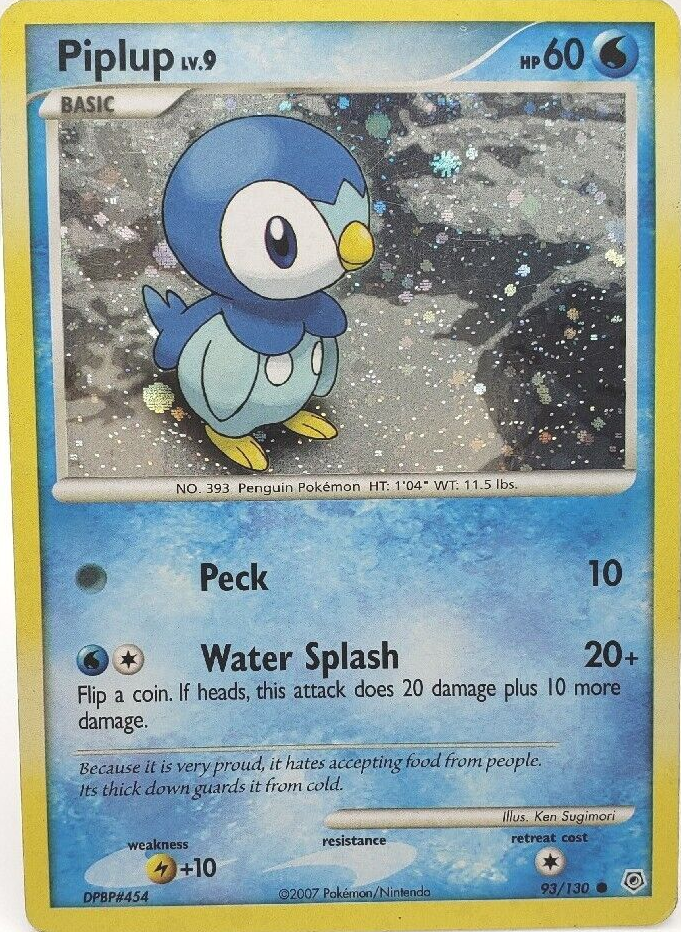 Piplup LV.9 HP 60
BASIC
NO. 393 Penguin Pokémon HT: 1'04" WT: 11.5 lbs.
Peck 10
Water Splash 20+
Flip a coin. If heads, this attack does 20 damage plus 10 more
damage.
Because it is very proud, it hates accepting food from people.
Its thick down guards it from cold.
Illus. Ken Sugimori
weakness resistance retreat cost
+10
DPBP#454 ©2007 Pokémon/Nintendo 93/130